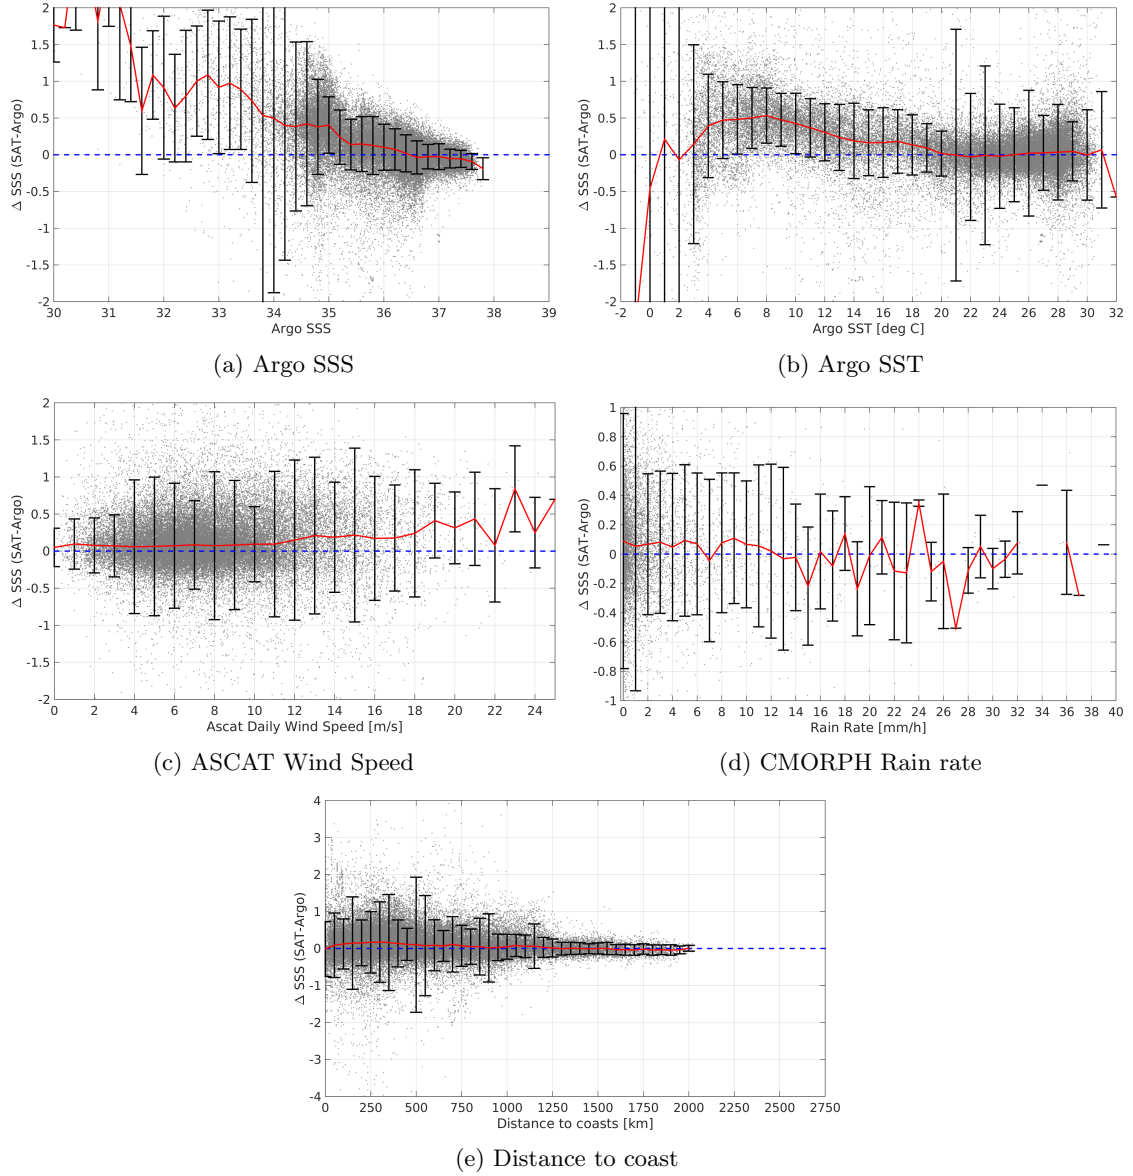 2
1.5
1
0.5
0
-0.5
-1
-1.5
-2
Δ SSS (SAT-Argo)
30 31 32 33 34 35 36 37 38 39
Argo SSS
(a) Argo SSS
2
1.5
1
0.5
0
-0.5
-1
-1.5
-2
Δ SSS (SAT-Argo)
-2 0 2 4 6 8 10 12 14 16 18 20 22 24 26 28 30 32
Argo SST [deg C]
(b) Argo SST
2
1.5
1
0.5
0
-0.5
-1
-1.5
-2
Δ SSS (SAT-Argo)
0 2 4 6 8 10 12 14 16 18 20 22 24
Ascat Daily Wind Speed [m/s]
(c) ASCAT Wind Speed
1
0.8
0.6
0.4
0.2
0
-0.2
-0.4
-0.6
-0.8
-1
Δ SSS (SAT-Argo)
0 2 4 6 8 10 12 14 16 18 20 22 24 26 28 30 32 34 36 38 40
Rain Rate [mm/h]
(d) CMORPH Rain rate
4
3
2
1
0
-1
-2
-3
-4
Δ SSS (SAT-Argo)
0 250 500 750 1000 1250 1500 1750 2000 2250 2500 2750
Distance to coasts [km]
(e) Distance to coast